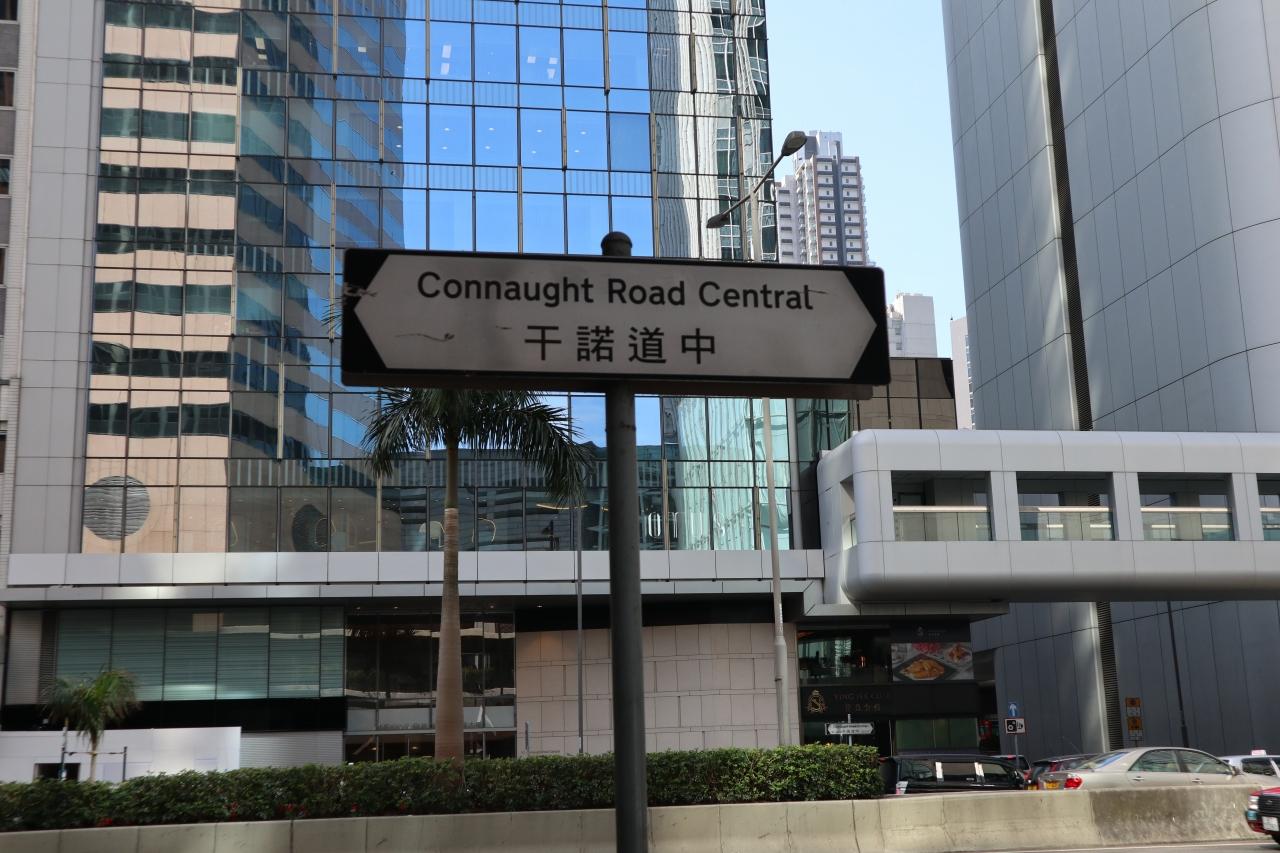 Connaught Road Central
干諾道中